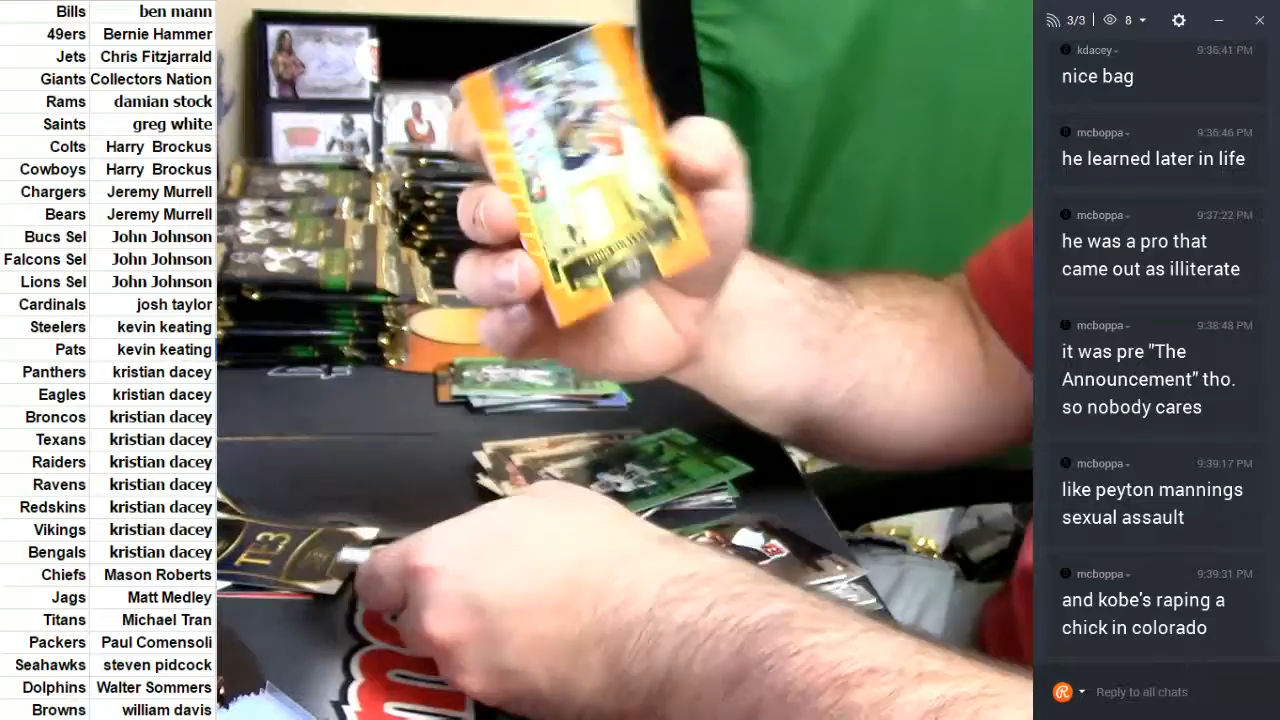 Bills ben mann
49ers Bernie Hammer
Jets Chris Fitzjarrald
Giants Collectors Nation
Rams damian stock
Saints greg white
Colts Harry Brockus
Cowboys Harry Brockus
Chargers Jeremy Murrell
Bears Jeremy Murrell
Bucs Sel John Johnson
Falcons Sel John Johnson
Lions Sel John Johnson
Cardinals josh taylor
Steelers kevin keating
Pats kevin keating
Panthers kristian dacey
Eagles kristian dacey
Broncos kristian dacey
Texans kristian dacey
Raiders kristian dacey
Ravens kristian dacey
Redskins kristian dacey
Vikings kristian dacey
Bengals kristian dacey
Chiefs Mason Roberts
Jags Matt Medley
Titans Michael Tran
Packers Paul Comensoli
Seahawks steven pidcock
Dolphins Walter Sommers
Browns william davis
TF3
3/3 8
kdacey 9:36:41 PM
nice bag
mcboppa 9:36:46 PM
he learned later in life
mcboppa 9:37:22 PM
he was a pro that
came out as illiterate
mcboppa 9:38:48 PM
it was pre "The
Announcement" tho.
so nobody cares
mcboppa 9:39:17 PM
like peyton mannings
sexual assault
mcboppa 9:39:31 PM
and kobe's raping a
chick in colorado
Reply to all chats